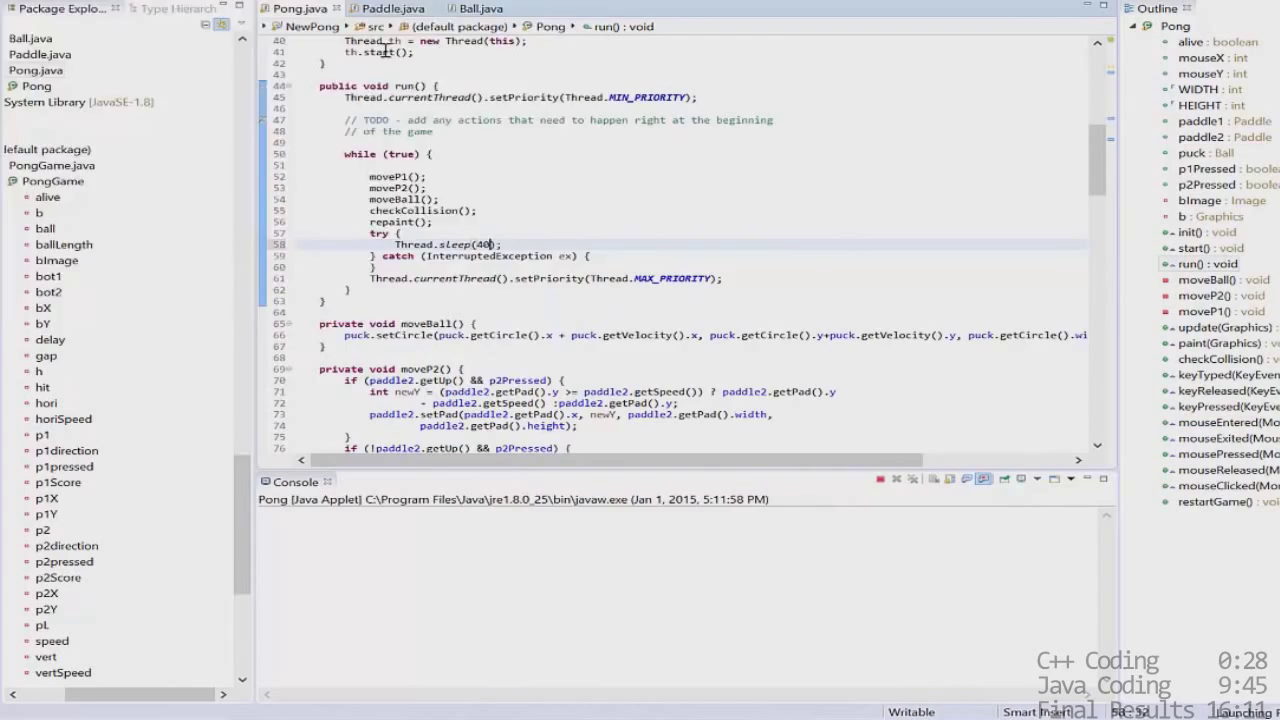 Package Explo...
Type Hierarch
Ball.java
Paddle.java
Pong.java
Pong
System Library [JavaSE-1.8)
efault package)
PongGame.java
PongGame
alive
b
ball
ballLength
bImage
bot1
bot2
bX
bY
delay
gap
h
hit
hori
horiSpeed
p1
p1direction
p1pressed
p1Score
p1X
p1Y
p2
p2direction
p2pressed
p2Score
p2X
p2Y
pL
speed
vert
vertSpeed
Pong.java
Paddle.java
Ball.java
NewPong
src
(default package)
Pong
run() : void
40 Thread th = new Thread(this);
41 th.start();
42 }
43
44 public void run() {
45 Thread.currentThread().setPriority(Thread.MIN_PRIORITY);
46
47 // TODO - add any actions that need to happen right at the beginning
48 // of the game
49
50 while (true) {
51
52 moveP1();
53 moveP2();
54 moveBall();
55 checkCollision();
56 repaint();
57 try {
58 Thread.sleep(40);
59 } catch (InterruptedException ex) {
60 }
61 Thread.currentThread().setPriority(Thread.MAX_PRIORITY);
62 }
63 }
64
65 private void moveBall() {
66 puck.setCircle(puck.getCircle().x + puck.getVelocity().x, puck.getCircle().y+puck.getVelocity().y, puck.getCircle().wi
67 }
68
69 private void moveP2() {
70 if (paddle2.getUp() && p2Pressed) {
71 int newY = (paddle2.getPad().y >= paddle2.getSpeed()) ? paddle2.getPad().y
72 - paddle2.getSpeed() :paddle2.getPad().y;
73 paddle2.setPad(paddle2.getPad().x, newY, paddle2.getPad().width,
74 paddle2.getPad().height);
75 }
76 if (!paddle2.getUp() && p2Pressed) {
Console
Pong [Java Applet] C:\Program Files\Java\jre1.8.0_25\bin\javaw.exe (Jan 1, 2015, 5:11:58 PM)
Outline
Pong
alive : boolean
mouseX : int
mouseY : int
WIDTH : int
HEIGHT : int
paddle1 : Paddle
paddle2 : Paddle
puck : Ball
p1Pressed : boolean
p2Pressed : boolean
bImage : Image
b : Graphics
init() : void
start() : void
run() : void
moveBall() : void
moveP2() : void
moveP1() : void
update(Graphics) :
paint(Graphics) : v
checkCollision() :
keyTyped(KeyEven
keyReleased(KeyEv
keyPressed(KeyEve
mouseEntered(Mo
mouseExited(Mou
mousePressed(Mo
mouseReleased(M
mouseClicked(Mou
restartGame() : voi
C++ Coding 0:28
Java Coding 9:45
Final Results 16:11
Writable
Smart Insert
58 : 32
Launching